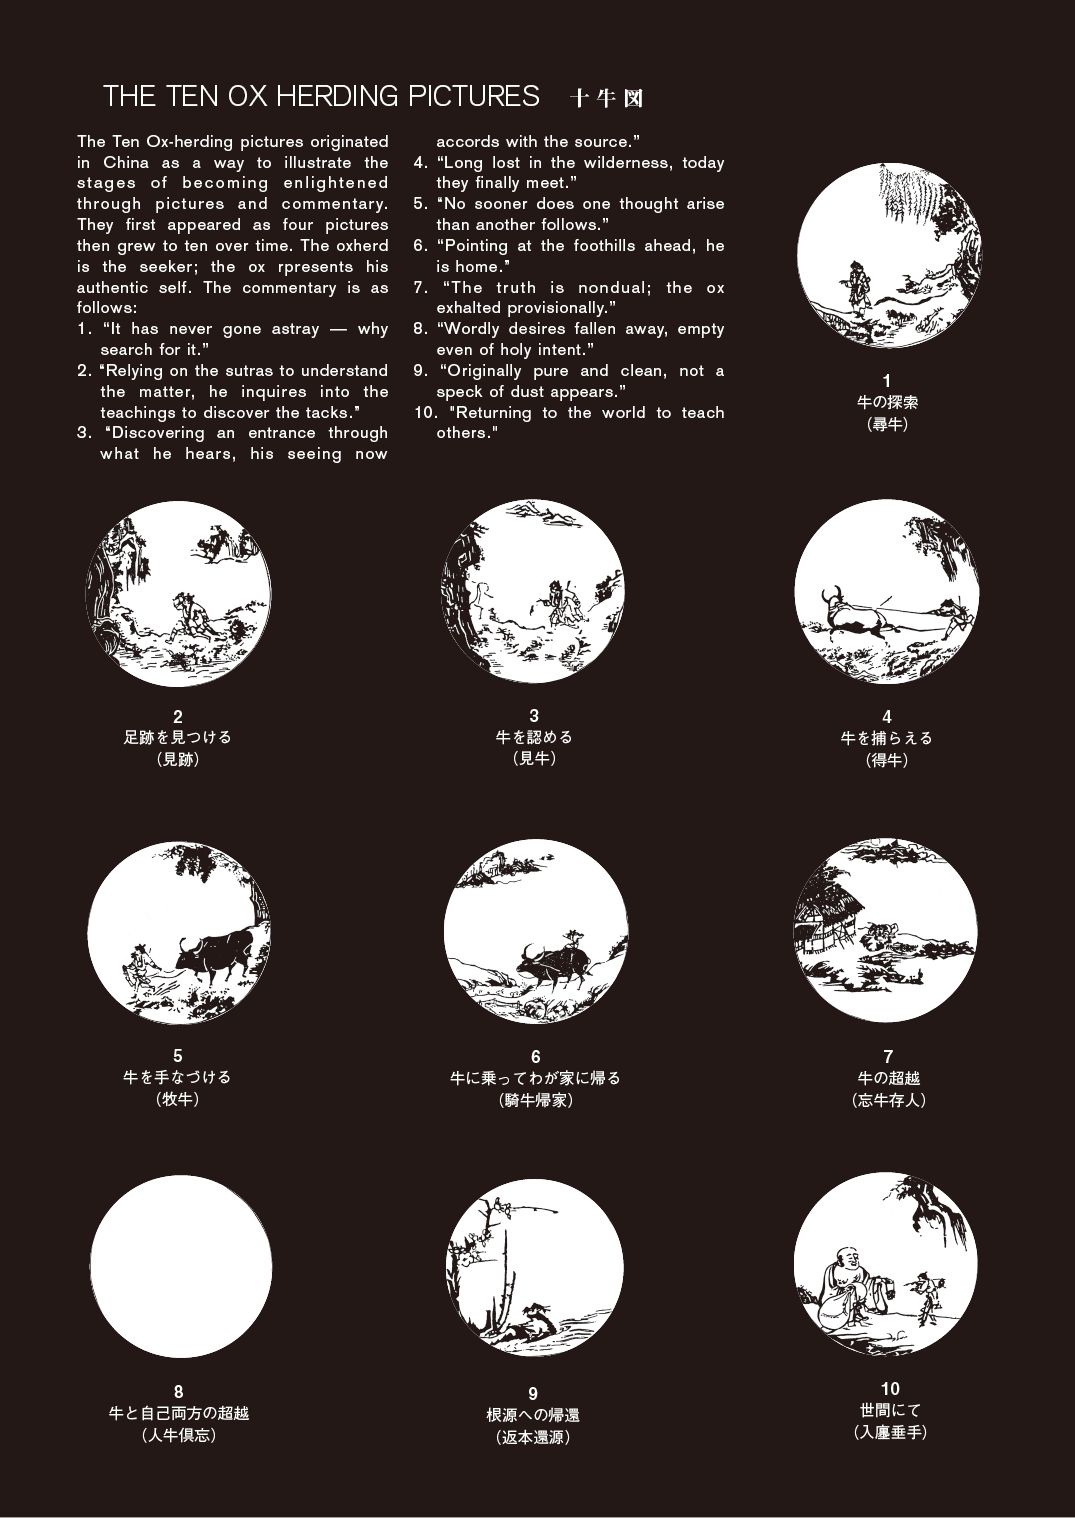 THE TEN OX HERDING PICTURES 十牛図
The Ten Ox-herding pictures originated
in China as a way to illustrate the
stages of becoming enlightened
through pictures and commentary.
They first appeared as four pictures
then grew to ten over time. The oxherd
is the seeker; the ox rpresents his
authentic self. The commentary is as
follows:
1. “It has never gone astray — why
search for it.”
2. “Relying on the sutras to understand
the matter, he inquires into the
teachings to discover the tacks.”
3. “Discovering an entrance through
what he hears, his seeing now
accords with the source.”
4. “Long lost in the wilderness, today
they finally meet.”
5. “No sooner does one thought arise
than another follows.”
6. “Pointing at the foothills ahead, he
is home.”
7. “The truth is nondual; the ox
exhalted provisionally.”
8. “Wordly desires fallen away, empty
even of holy intent.”
9. “Originally pure and clean, not a
speck of dust appears.”
10. "Returning to the world to teach
others."
1
牛の探索
（尋牛）
2
足跡を見つける
（見跡）
3
牛を認める
（見牛）
4
牛を捕らえる
（得牛）
5
牛を手なづける
（牧牛）
6
牛に乗ってわが家に帰る
（騎牛帰家）
7
牛の超越
（忘牛存人）
8
牛と自己両方の超越
（人牛倶忘）
9
根源への帰還
（返本還源）
10
世間にて
（入鄽垂手）